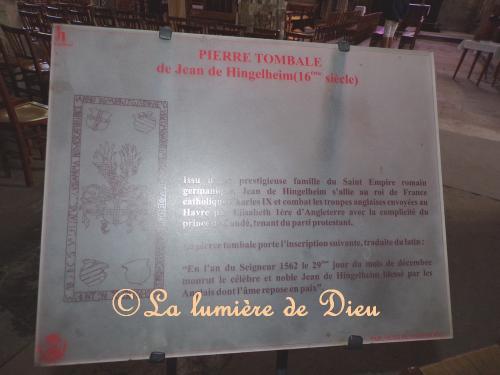 h
PIERRE TOMBALE
de Jean de Hingelheim(16ème siècle)
Issu d'une prestigieuse famille du Saint Empire romain
germanique, Jean de Hingelheim s'allie au roi de France
catholique Charles IX et combat les troupes anglaises envoyées au
Havre par Elisabeth 1ère d'Angleterre avec la complicité du
prince de Condé, tenant du parti protestant.
La pierre tombale porte l'inscription suivante, traduite du latin :
"En l'an du Seigneur 1562 le 29ème jour du mois de décembre
mourut le célèbre et noble Jean de Hingelheim blessé par les
Anglais dont l'âme repose en paix"
©La lumière de Dieu